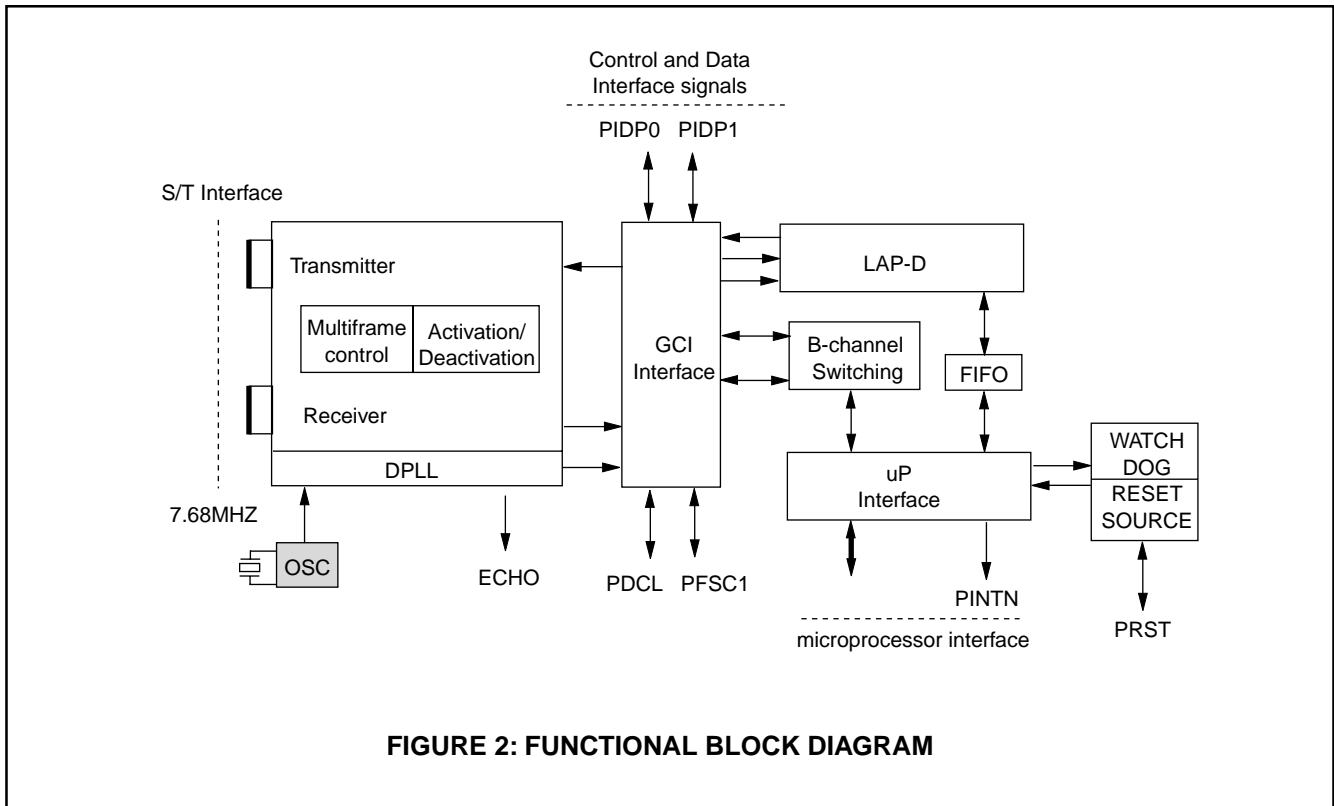 Control and Data
Interface signals
PIDP0 PIDP1
S/T Interface
Transmitter
Multiframe
control
Activation/
Deactivation
Receiver
DPLL
7.68MHZ
OSC
ECHO
GCI
Interface
PDCL PFSC1
LAP-D
B-channel
Switching
FIFO
uP
Interface
WATCH
DOG
RESET
SOURCE
PINTN
microprocessor interface
PRST
FIGURE 2: FUNCTIONAL BLOCK DIAGRAM